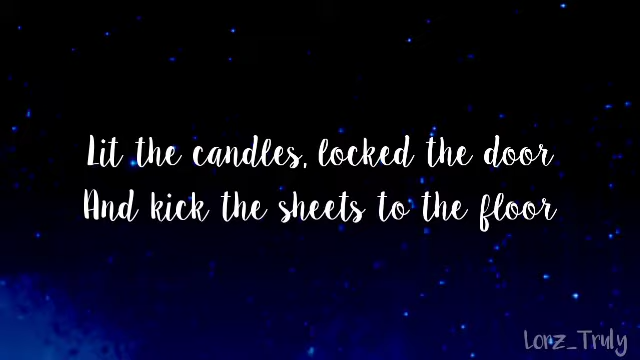 Lit the candles, locked the door
And kick the sheets to the floor
Lorz_Truly